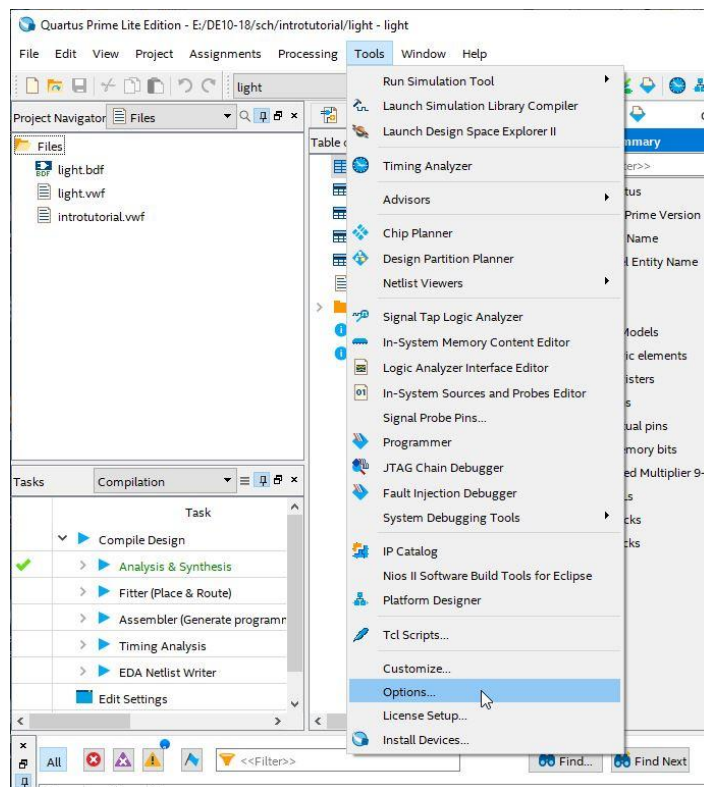 Quartus Prime Lite Edition - E:/DE10-18/sch/introtutorial/light - light
File Edit View Project Assignments Processing Tools Window Help
light
Project Navigator Files
Files
light.bdf
light.vwf
introtutorial.vwf
Table
Run Simulation Tool
Launch Simulation Library Compiler
Launch Design Space Explorer II
Timing Analyzer
Advisors
Chip Planner
Design Partition Planner
Netlist Viewers
Signal Tap Logic Analyzer
In-System Memory Content Editor
Logic Analyzer Interface Editor
In-System Sources and Probes Editor
Signal Probe Pins...
Programmer
JTAG Chain Debugger
Fault Injection Debugger
System Debugging Tools
IP Catalog
Nios II Software Build Tools for Eclipse
Platform Designer
Tcl Scripts...
Customize...
Options...
License Setup...
Install Devices...
mmary
ter>>
tus
Prime Version
Name
l Entity Name
Models
ic elements
isters
s
ual pins
mory bits
ed Multiplier 9-
Ls
cks
cks
Tasks Compilation
Task
Compile Design
Analysis & Synthesis
Fitter (Place & Route)
Assembler (Generate programm
Timing Analysis
EDA Netlist Writer
Edit Settings
All <<Filter>> Find... Find Next